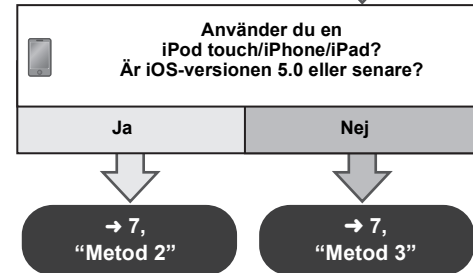 Använder du en
iPod touch/iPhone/iPad?
Är iOS-versionen 5.0 eller senare?
Ja
Nej
➔ 7,
“Metod 2”
➔ 7,
“Metod 3”